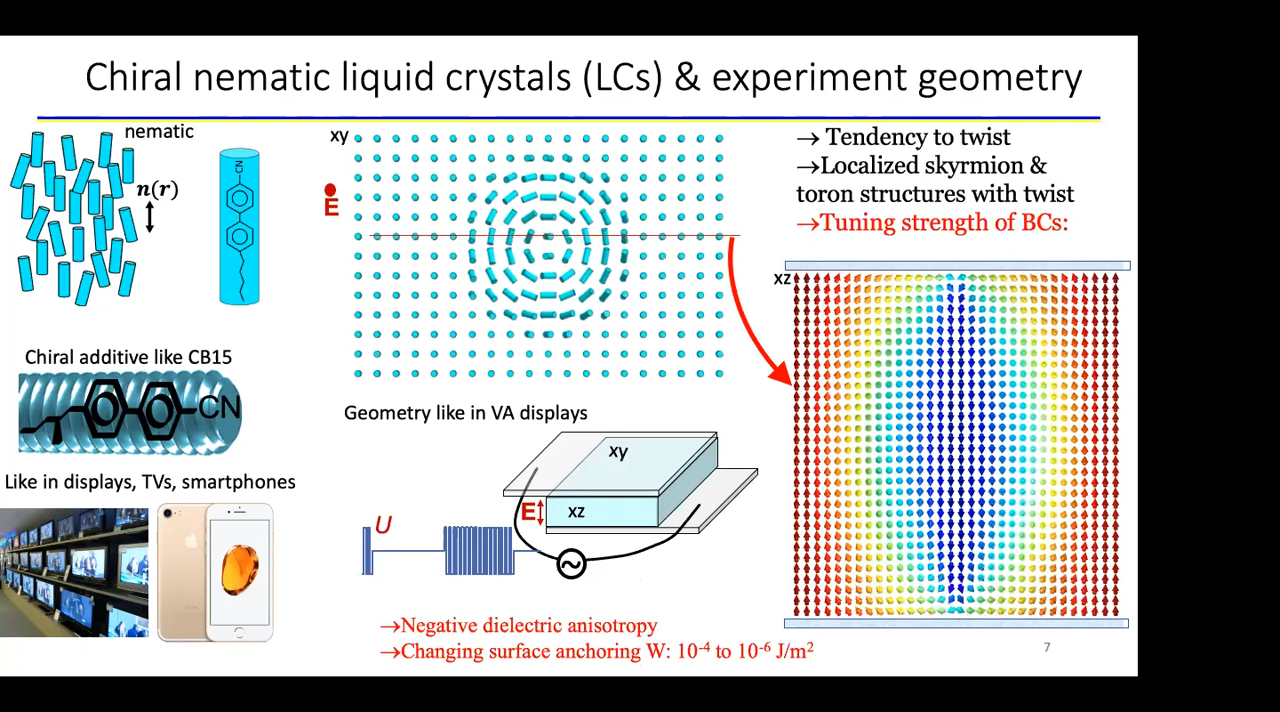 Chiral nematic liquid crystals (LCs) & experiment geometry
nematic
n(r)
CN
Chiral additive like CB15
CN
Like in displays, TVs, smartphones
xy
E
Geometry like in VA displays
xy
E
xz
U
→Negative dielectric anisotropy
→Changing surface anchoring W: 10⁻⁴ to 10⁻⁶ J/m²
→ Tendency to twist
→Localized skyrmion &
toron structures with twist
→Tuning strength of BCs:
xz
7